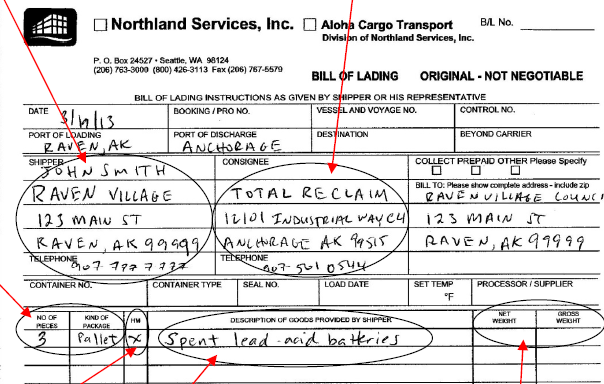 Northland Services, Inc. Aloha Cargo Transport B/L No.
Division of Northland Services, Inc.
P. O. Box 24527 · Seattle, WA 98124
(206) 763-3000 (800) 426-3113 Fax (206) 767-5579
BILL OF LADING ORIGINAL - NOT NEGOTIABLE
BILL OF LADING INSTRUCTIONS AS GIVEN BY SHIPPER OR HIS REPRESENTATIVE
DATE BOOKING / PRO NO. VESSEL AND VOYAGE NO. CONTROL NO.
PORT OF LOADING PORT OF DISCHARGE DESTINATION BEYOND CARRIER
RAVEN, AK ANCHORAGE
SHIPPER CONSIGNEE COLLECT PREPAID OTHER Please Specify
JOHN SMITH
BILL TO: Please show complete address - include zip
RAVEN VILLAGE TOTAL RECLAIM RAVEN VILLAGE COUNCI
123 MAIN ST 12101 INDUSTRIAL WAY C4 123 MAIN ST
RAVEN, AK 99999 ANCHORAGE AK 99515 RAVEN, AK 99999
TELEPHONE 907-777 7777 TELEPHONE 907-561 0544
CONTAINER NO. CONTAINER TYPE SEAL NO. LOAD DATE SET TEMP PROCESSOR / SUPPLIER
°F
NO OF PIECES KIND OF PACKAGE HM DESCRIPTION OF GOODS PROVIDED BY SHIPPER NET WEIGHT GROSS WEIGHT
3 Pallet X Spent lead-acid batteries